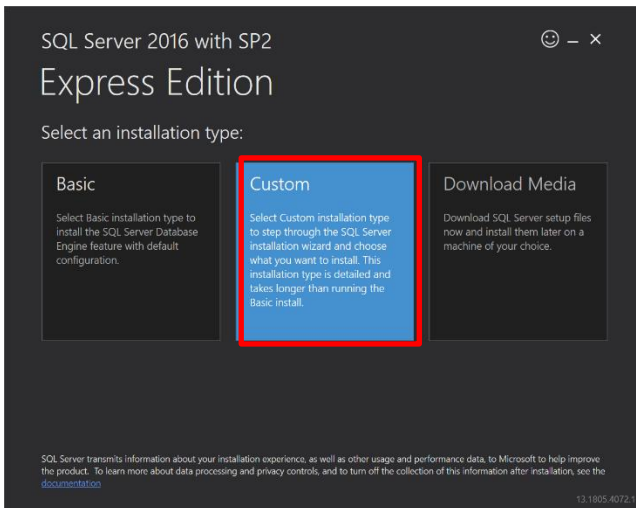 SQL Server 2016 with SP2
Express Edition
Select an installation type:
Basic
Select Basic installation type to
install the SQL Server Database
Engine feature with default
configuration.
Custom
Select Custom installation type
to step through the SQL Server
installation wizard and choose
what you want to install. This
installation type is detailed and
takes longer than running the
Basic install.
Download Media
Download SQL Server setup files
now and install them later on a
machine of your choice.
SQL Server transmits information about your installation experience, as well as other usage and performance data, to Microsoft to help improve
the product. To learn more about data processing and privacy controls, and to turn off the collection of this information after installation, see the
documentation
13.1805.4072.1